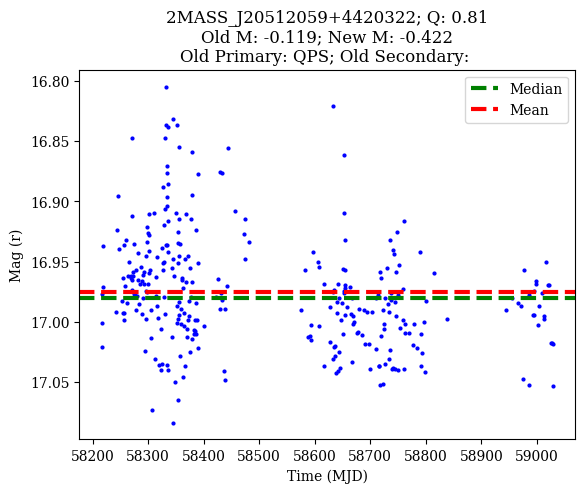 2MASS_J20512059+4420322; Q: 0.81
Old M: -0.119; New M: -0.422
Old Primary: QPS; Old Secondary:
Median
Mean
16.80
16.85
16.90
16.95
17.00
17.05
Mag (r)
58200 58300 58400 58500 58600 58700 58800 58900 59000
Time (MJD)